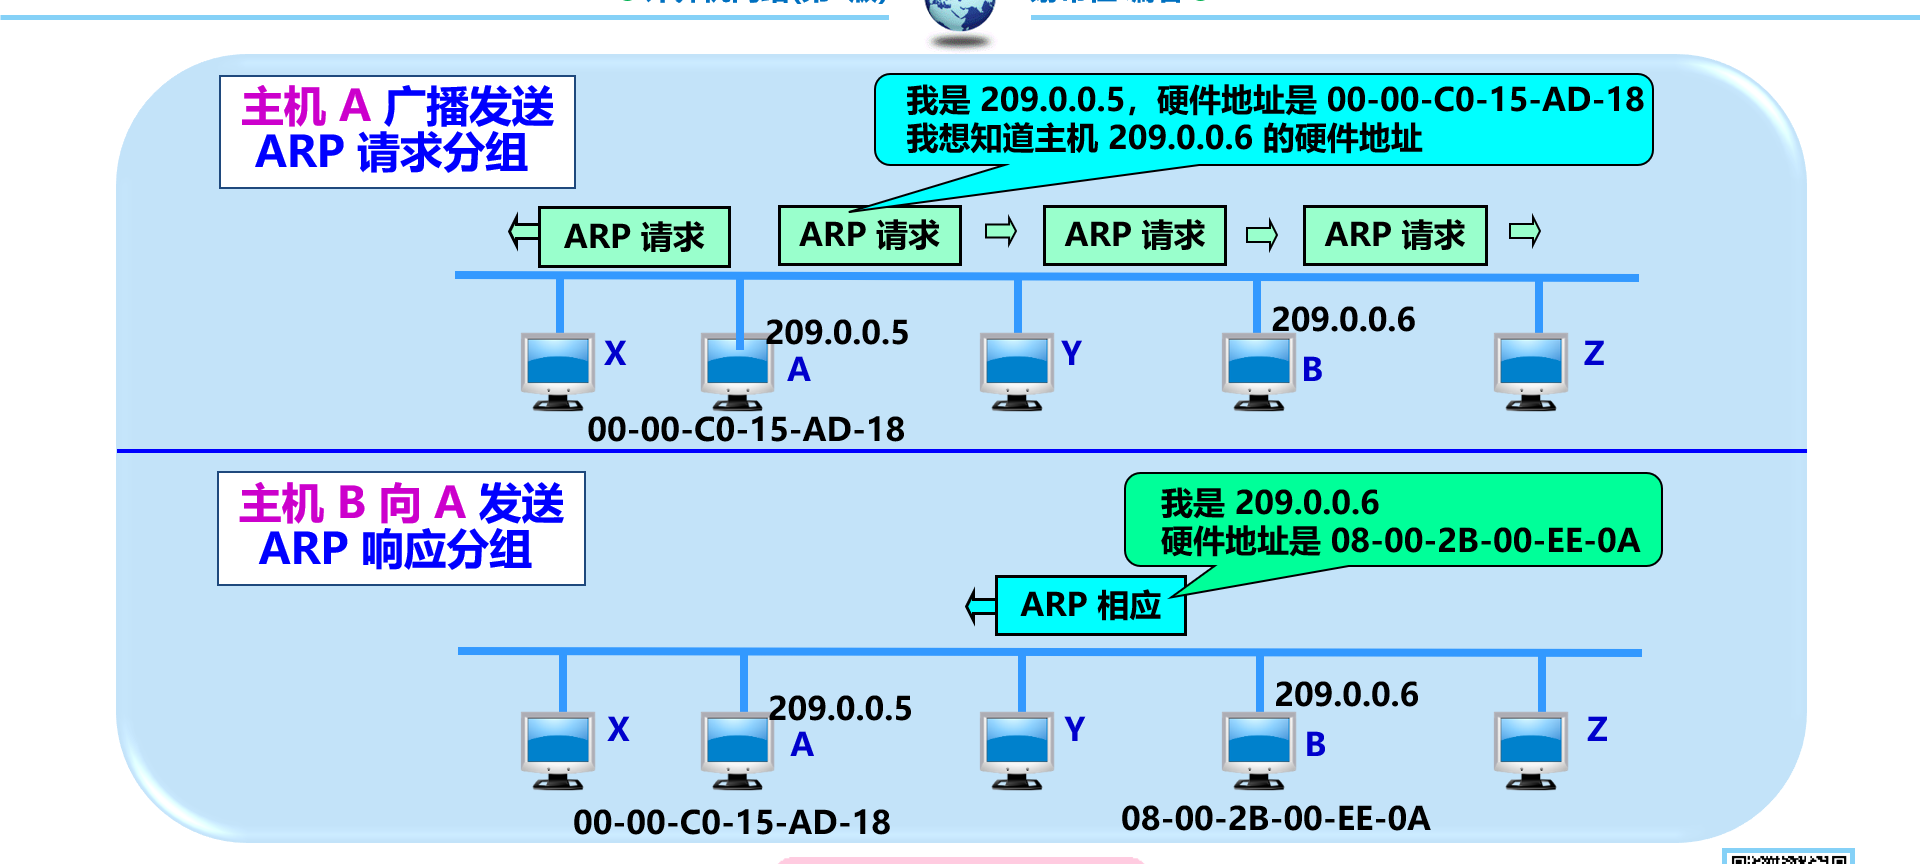 主机 A 广播发送
ARP 请求分组
我是 209.0.0.5，硬件地址是 00-00-C0-15-AD-18
我想知道主机 209.0.0.6 的硬件地址
ARP 请求
ARP 请求
ARP 请求
ARP 请求
209.0.0.5
209.0.0.6
X
A
Y
B
Z
00-00-C0-15-AD-18
主机 B 向 A 发送
ARP 响应分组
我是 209.0.0.6
硬件地址是 08-00-2B-00-EE-0A
ARP 相应
209.0.0.5
209.0.0.6
X
A
Y
B
Z
00-00-C0-15-AD-18
08-00-2B-00-EE-0A